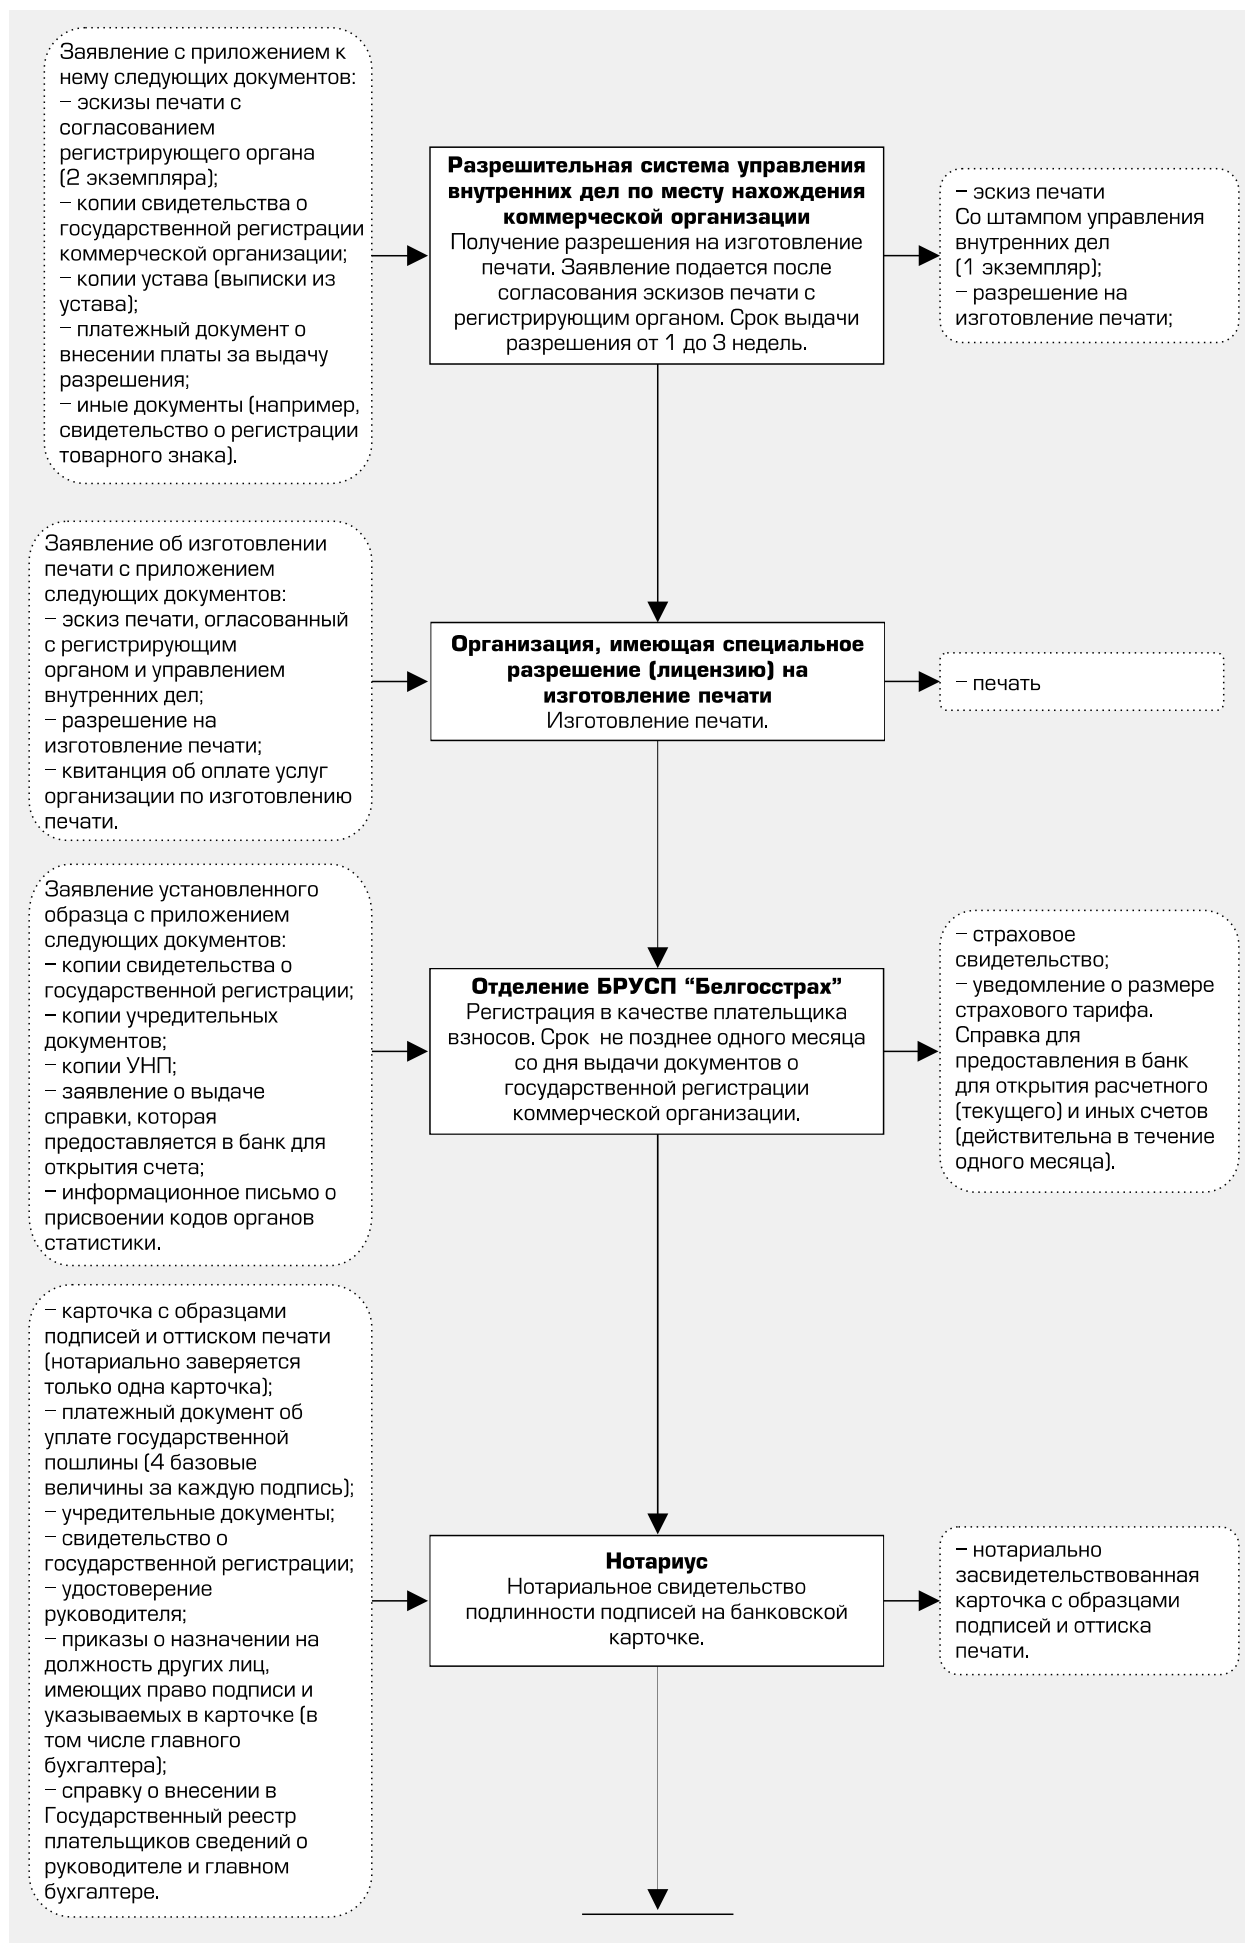 Заявление с приложением к
нему следующих документов:
– эскизы печати с
согласованием
регистрирующего органа
(2 экземпляра);
– копии свидетельства о
государственной регистрации
коммерческой организации;
– копии устава (выписки из
устава);
– платежный документ о
внесении платы за выдачу
разрешения;
– иные документы (например,
свидетельство о регистрации
товарного знака).
Разрешительная система управления
внутренних дел по месту нахождения
коммерческой организации
Получение разрешения на изготовление
печати. Заявление подается после
согласования эскизов печати с
регистрирующим органом. Срок выдачи
разрешения от 1 до 3 недель.
– эскиз печати
Со штампом управления
внутренних дел
(1 экземпляр);
– разрешение на
изготовление печати;
Заявление об изготовлении
печати с приложением
следующих документов:
– эскиз печати, огласованный
с регистрирующим
органом и управлением
внутренних дел;
– разрешение на
изготовление печати;
– квитанция об оплате услуг
организации по изготовлению
печати.
Организация, имеющая специальное
разрешение (лицензию) на
изготовление печати
Изготовление печати.
– печать
Заявление установленного
образца с приложением
следующих документов:
– копии свидетельства о
государственной регистрации;
– копии учредительных
документов;
– копии УНП;
– заявление о выдаче
справки, которая
предоставляется в банк для
открытия счета;
– информационное письмо о
присвоении кодов органов
статистики.
Отделение БРУСП “Белгосстрах”
Регистрация в качестве плательщика
взносов. Срок не позднее одного месяца
со дня выдачи документов о
государственной регистрации
коммерческой организации.
– страховое
свидетельство;
– уведомление о размере
страхового тарифа.
Справка для
предоставления в банк
для открытия расчетного
(текущего) и иных счетов
(действительна в течение
одного месяца).
– карточка с образцами
подписей и оттиском печати
(нотариально заверяется
только одна карточка);
– платежный документ об
уплате государственной
пошлины (4 базовые
величины за каждую подпись);
– учредительные документы;
– свидетельство о
государственной регистрации;
– удостоверение
руководителя;
– приказы о назначении на
должность других лиц,
имеющих право подписи и
указываемых в карточке (в
том числе главного
бухгалтера);
– справку о внесении в
Государственный реестр
плательщиков сведений о
руководителе и главном
бухгалтере.
Нотариус
Нотариальное свидетельство
подлинности подписей на банковской
карточке.
– нотариально
засвидетельствованная
карточка с образцами
подписей и оттиска
печати.